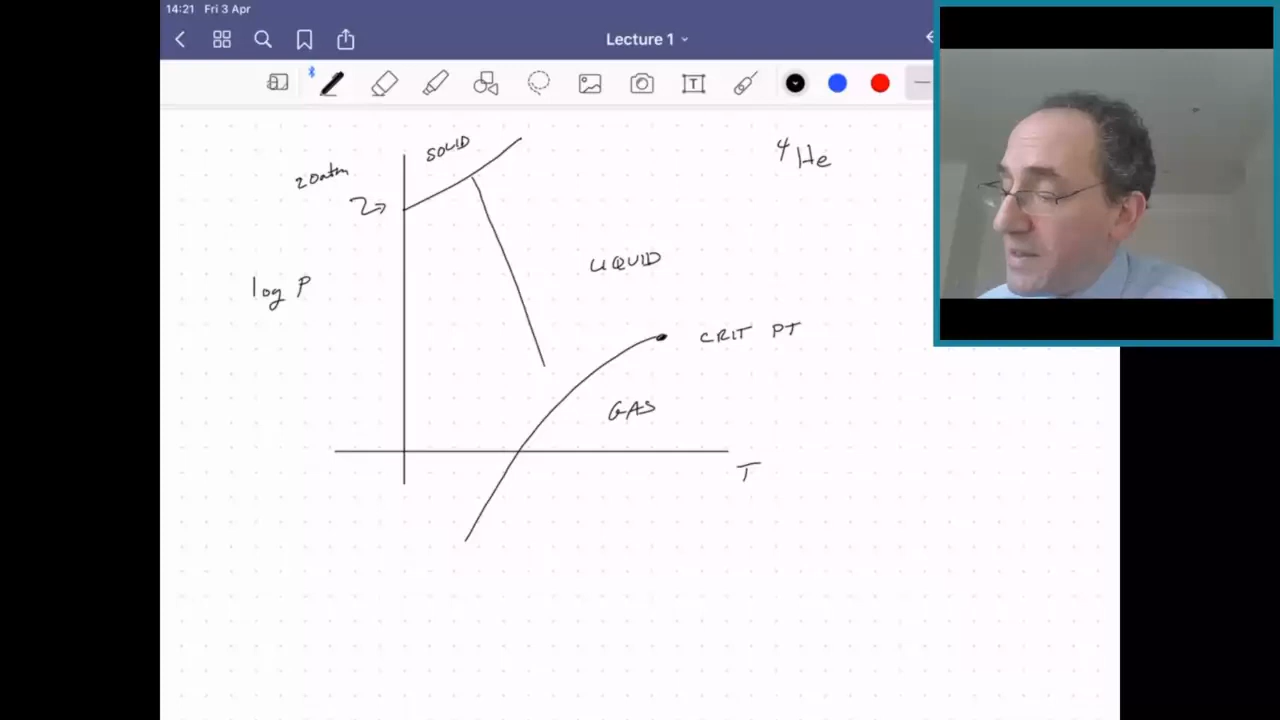 14:21 Fri 3 Apr
Lecture 1
T
SOLID
⁴He
20atm
LIQUID
log P
CRIT PT
GAS
T